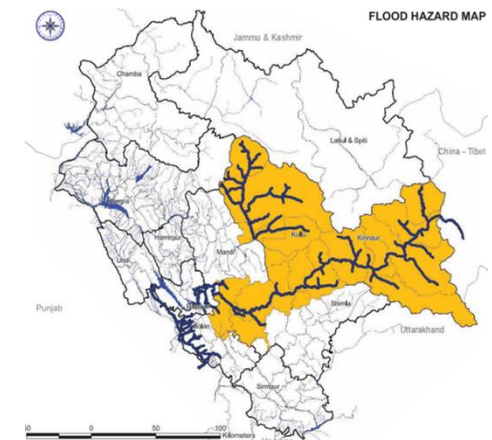 FLOOD HAZARD MAP
Jammu & Kashmir
Chamba
Lahul & Spiti
China - Tibet
Kangra
Kullu
Kinnaur
Hamirpur
Mandi
Una
Punjab
Shimla
Solan
Uttarakhand
Sirmaur
0 50 100
Kilometers